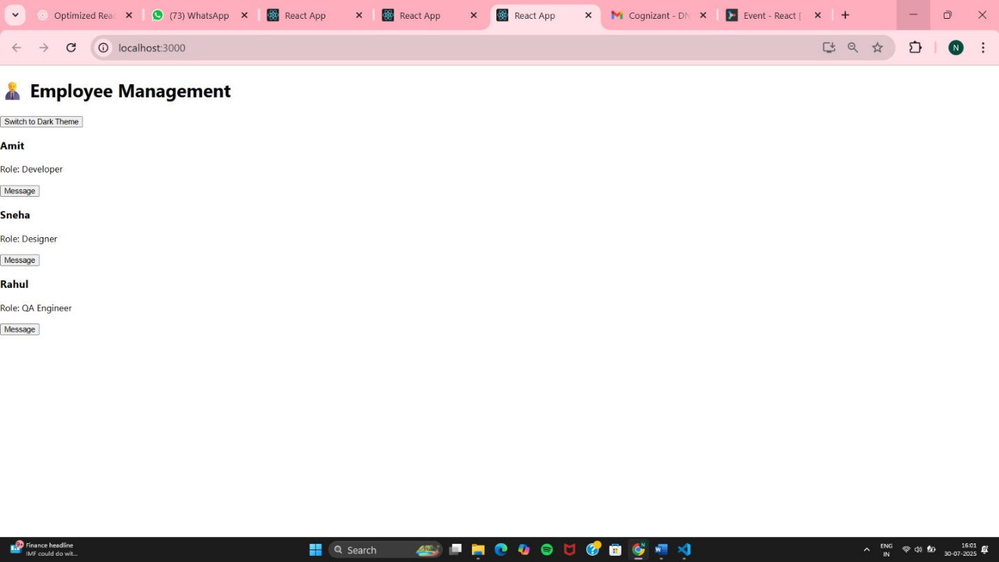 Optimized Reac
(73) WhatsApp
React App
React App
React App
Cognizant - DN
Event - React [
localhost:3000
N
Employee Management
Switch to Dark Theme
Amit
Role: Developer
Message
Sneha
Role: Designer
Message
Rahul
Role: QA Engineer
Message
9+
Finance headline
IMF could do wit...
Search
N
ENG
IN
16:01
30-07-2025